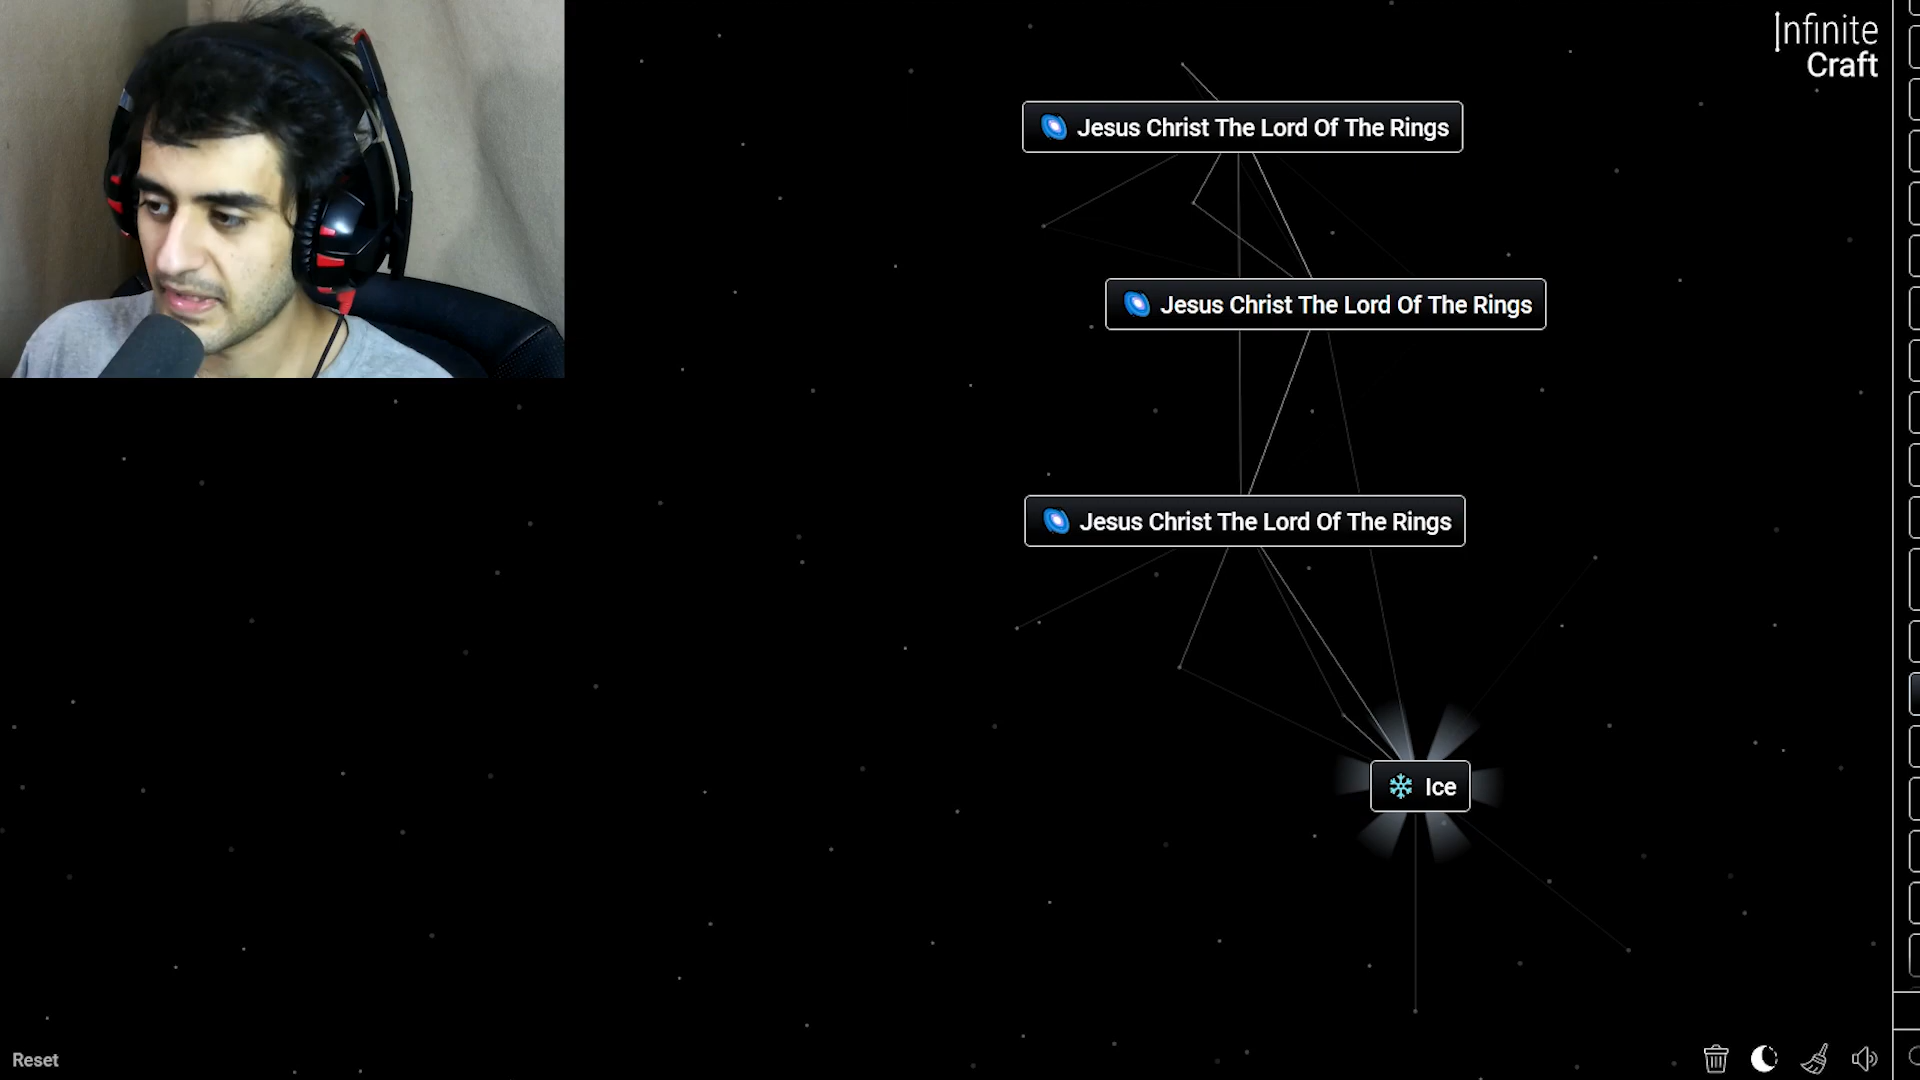 Infinite
Craft
Jesus Christ The Lord Of The Rings
Jesus Christ The Lord Of The Rings
Jesus Christ The Lord Of The Rings
Ice
Reset